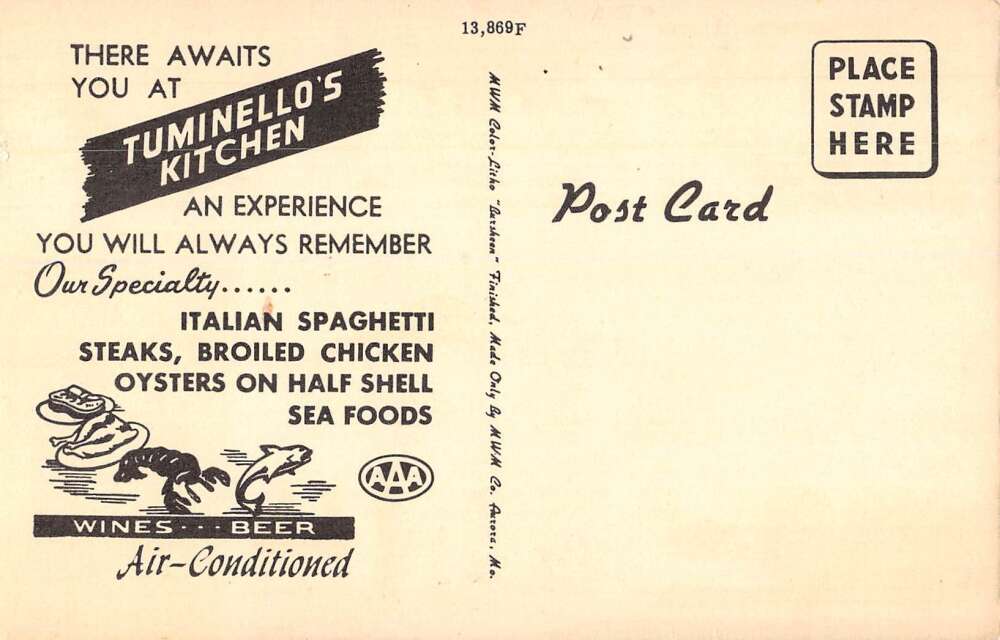 13,869F
THERE AWAITS
YOU AT
TUMINELLO'S
KITCHEN
AN EXPERIENCE
YOU WILL ALWAYS REMEMBER
Our Specialty......
ITALIAN SPAGHETTI
STEAKS, BROILED CHICKEN
OYSTERS ON HALF SHELL
SEA FOODS
AAA
WINES···BEER
Air-Conditioned
MWM Color-Litho "Dursheen" Finished, Made Only By MWM Co. Aurora, Mo.
Post Card
PLACE
STAMP
HERE